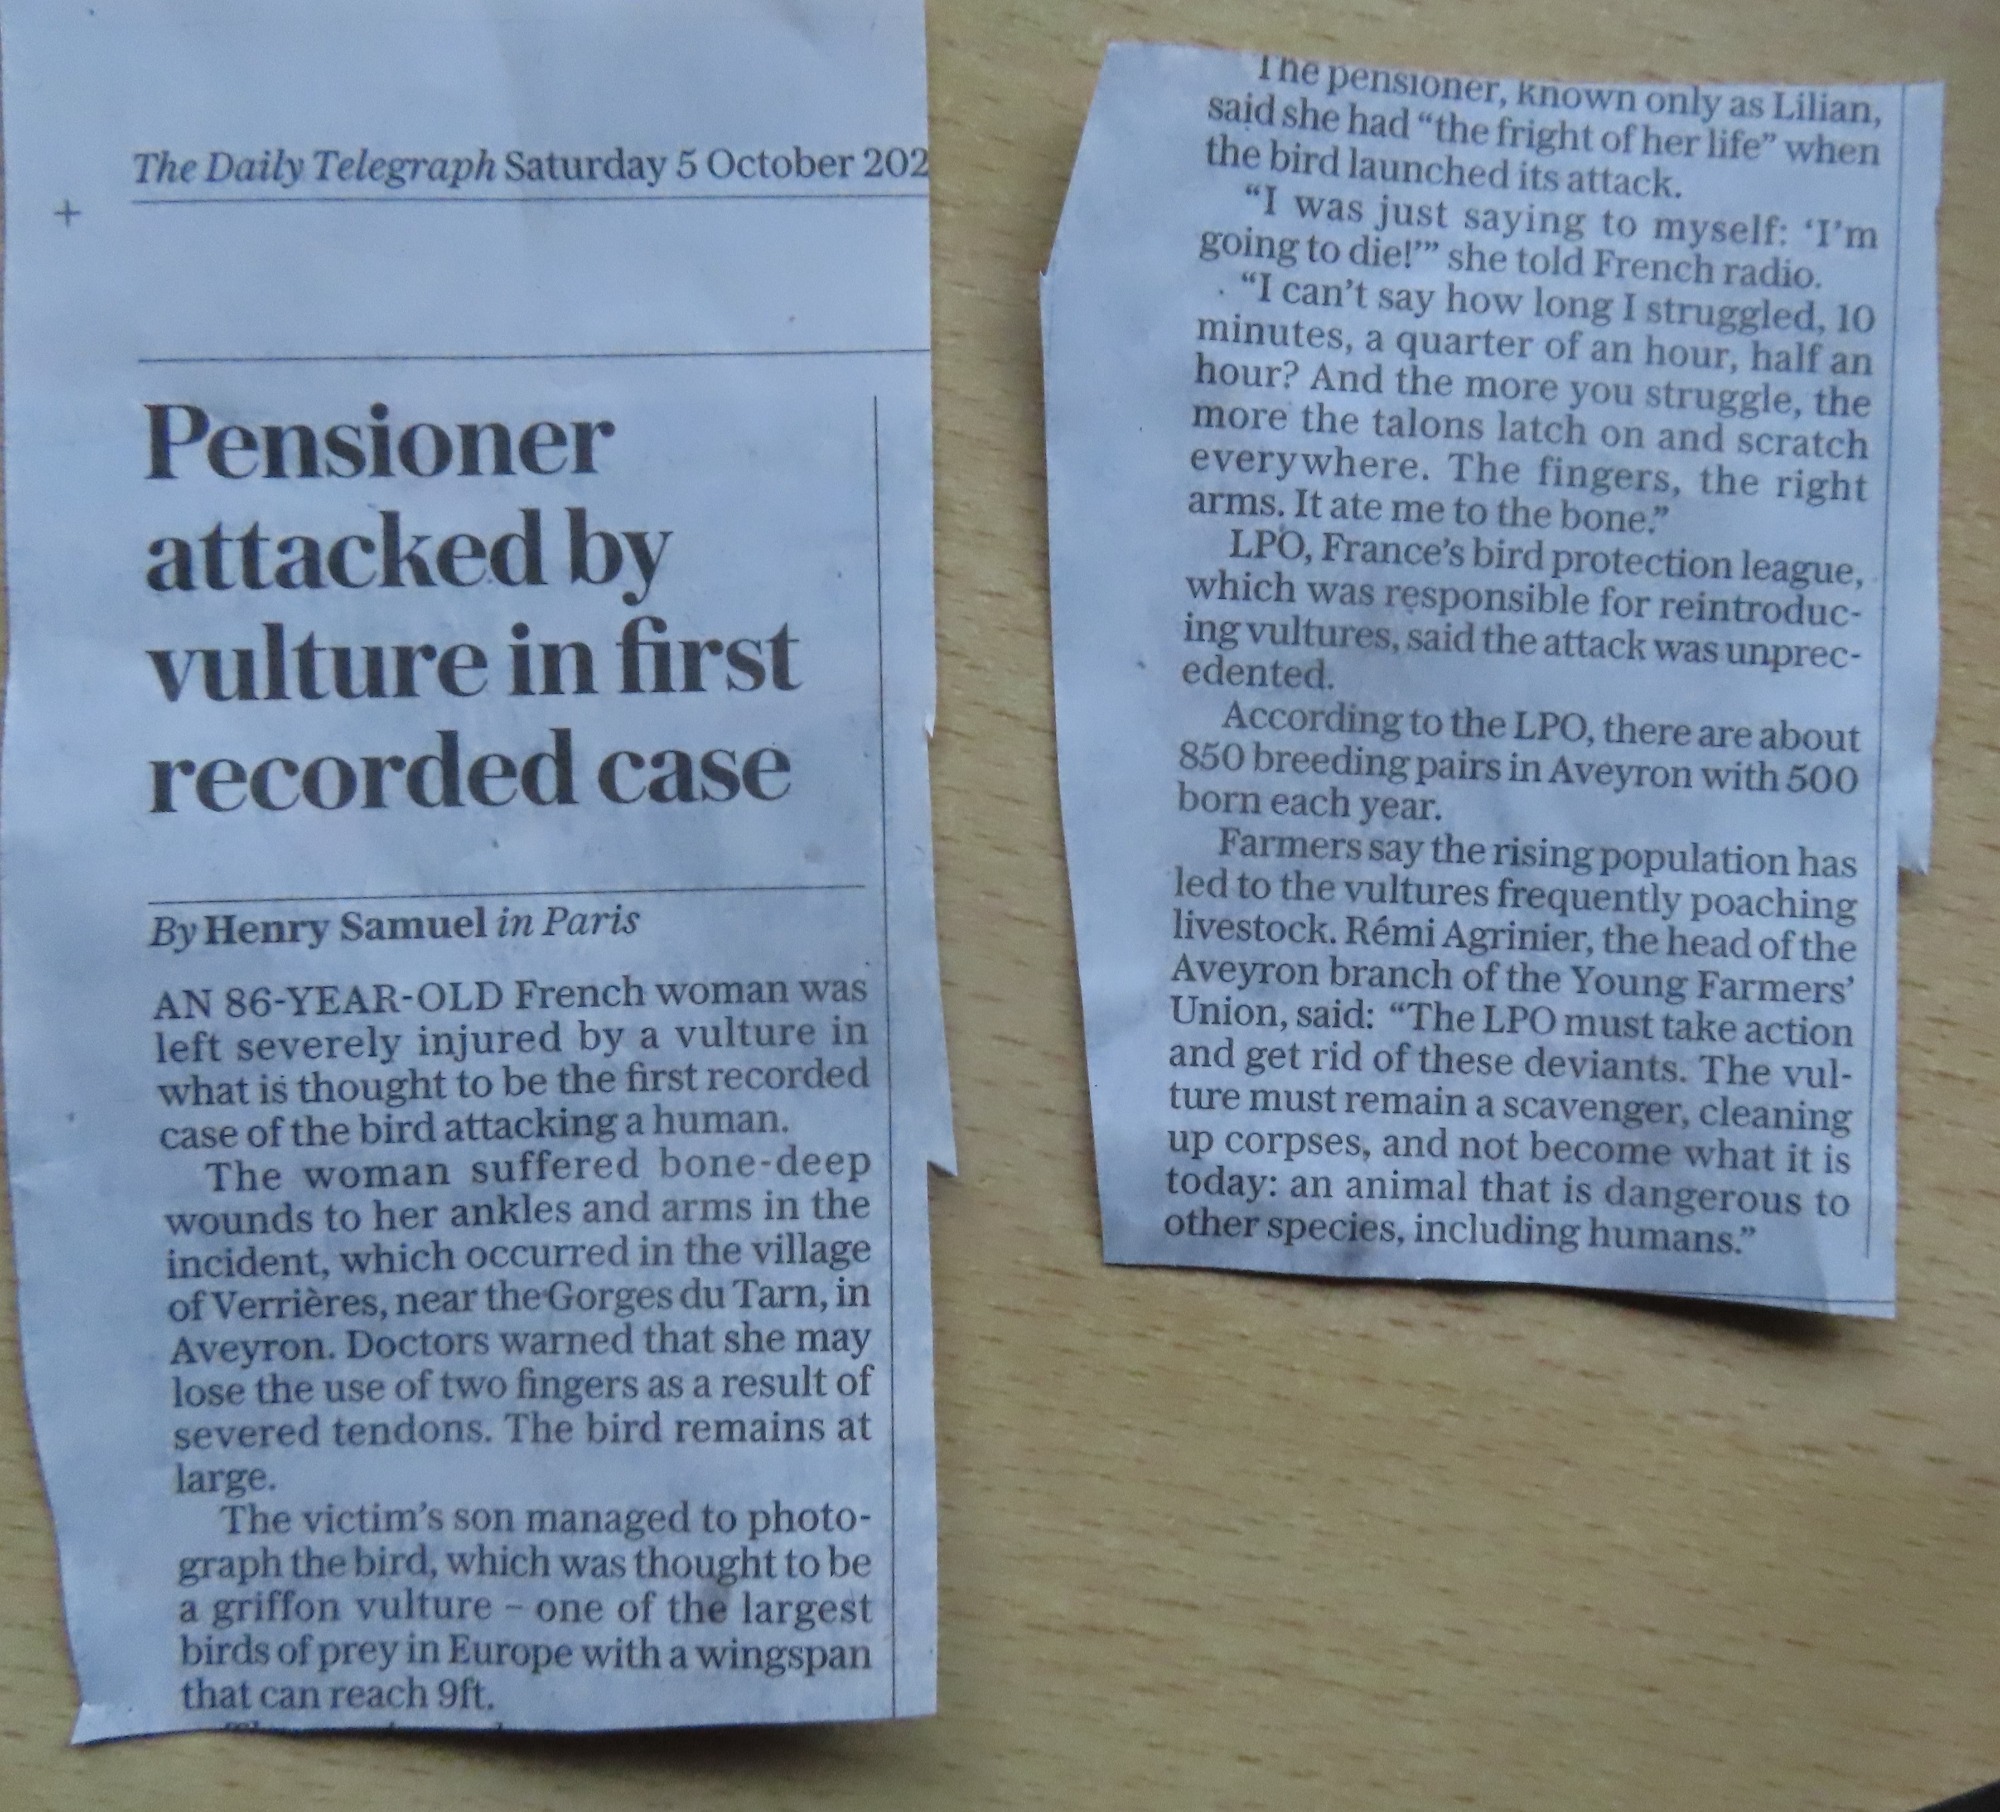 The Daily Telegraph Saturday 5 October 202
+
Pensioner
attacked by
vulture in first
recorded case
By Henry Samuel in Paris
AN 86-YEAR-OLD French woman was
left severely injured by a vulture in
what is thought to be the first recorded
case of the bird attacking a human.
The woman suffered bone-deep
wounds to her ankles and arms in the
incident, which occurred in the village
of Verrières, near the Gorges du Tarn, in
Aveyron. Doctors warned that she may
lose the use of two fingers as a result of
severed tendons. The bird remains at
large.
The victim's son managed to photo-
graph the bird, which was thought to be
a griffon vulture – one of the largest
birds of prey in Europe with a wingspan
that can reach 9ft.
The pensioner, known only as Lilian,
said she had “the fright of her life” when
the bird launched its attack.
“I was just saying to myself: ‘I’m
going to die!’” she told French radio.
“I can’t say how long I struggled, 10
minutes, a quarter of an hour, half an
hour? And the more you struggle, the
more the talons latch on and scratch
everywhere. The fingers, the right
arms. It ate me to the bone.”
LPO, France’s bird protection league,
which was responsible for reintroduc-
ing vultures, said the attack was unprec-
edented.
According to the LPO, there are about
850 breeding pairs in Aveyron with 500
born each year.
Farmers say the rising population has
led to the vultures frequently poaching
livestock. Rémi Agrinier, the head of the
Aveyron branch of the Young Farmers’
Union, said: “The LPO must take action
and get rid of these deviants. The vul-
ture must remain a scavenger, cleaning
up corpses, and not become what it is
today: an animal that is dangerous to
other species, including humans.”